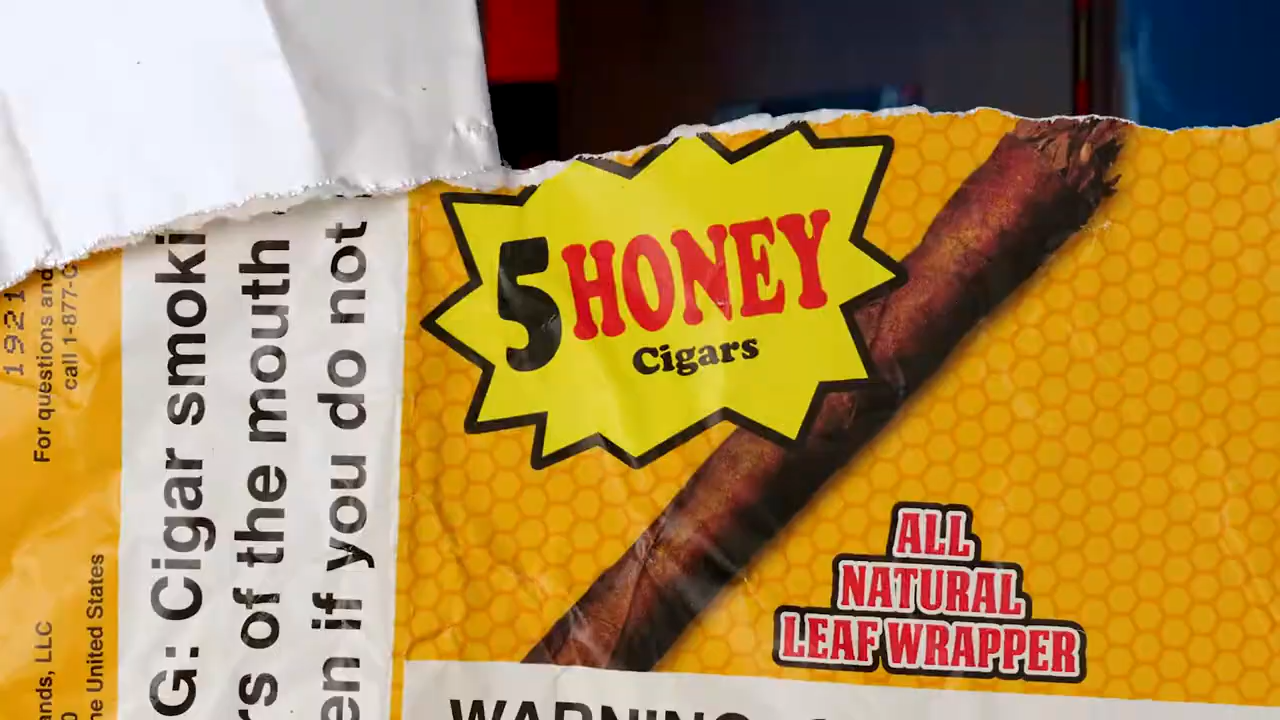 1921
For questions and
call 1-877-
ands, LLC
he United States
G: Cigar smoki
rs of the mouth
en if you do not
5 HONEY
Cigars
ALL
NATURAL
LEAF WRAPPER
WARNING